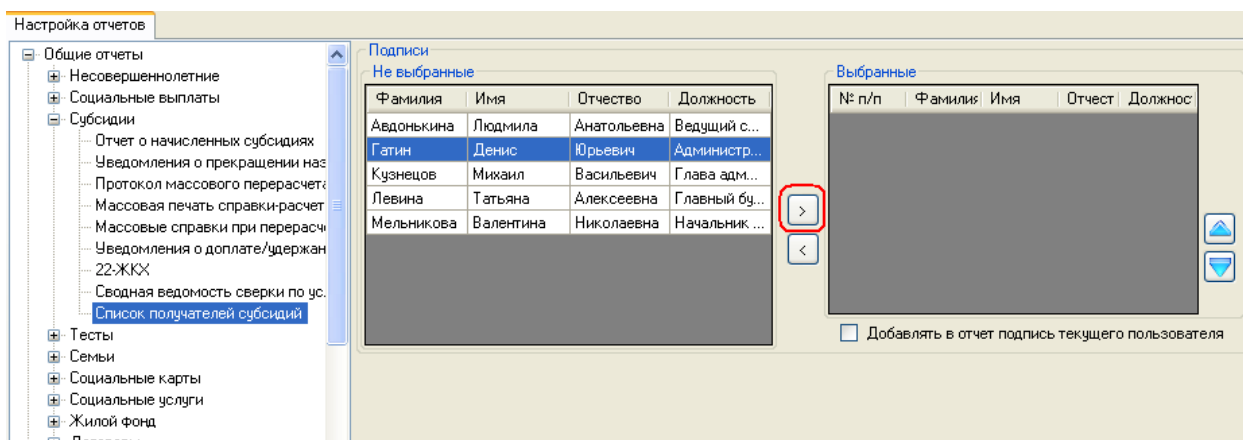 Настройка отчетов
Общие отчеты
Несовершеннолетние
Социальные выплаты
Субсидии
Отчет о начисленных субсидиях
Уведомления о прекращении наз
Протокол массового перерасчета
Массовая печать справки-расчет
Массовые справки при перерасч
Уведомления о доплате/удержан
22-ЖКХ
Сводная ведомость сверки по ус.
Список получателей субсидий
Тесты
Семьи
Социальные карты
Социальные услуги
Жилой фонд
Подписи
Не выбранные
Фамилия Имя Отчество Должность
Авдонькина Людмила Анатольевна Ведущий с...
Гатин Денис Юрьевич Администр...
Кузнецов Михаил Васильевич Глава адм...
Левина Татьяна Алексеевна Главный бу...
Мельникова Валентина Николаевна Начальник ...
>
<
Выбранные
№ п/п Фамилия Имя Отчест Должнос
Добавлять в отчет подпись текущего пользователя